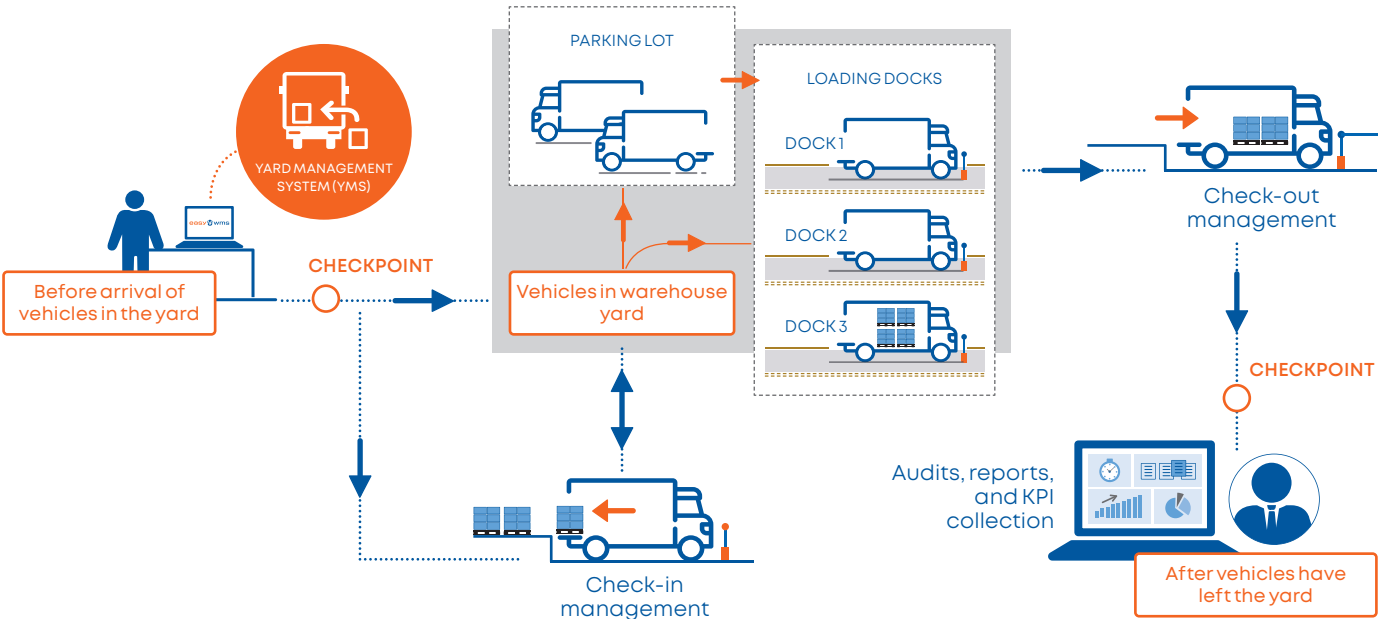 PARKING LOT
LOADING DOCKS
DOCK 1
DOCK 2
DOCK 3
YARD MANAGEMENT
SYSTEM (YMS)
easy wms
Before arrival of
vehicles in the yard
CHECKPOINT
Vehicles in warehouse
yard
Check-in
management
Check-out
management
CHECKPOINT
Audits, reports,
and KPI
collection
After vehicles have
left the yard